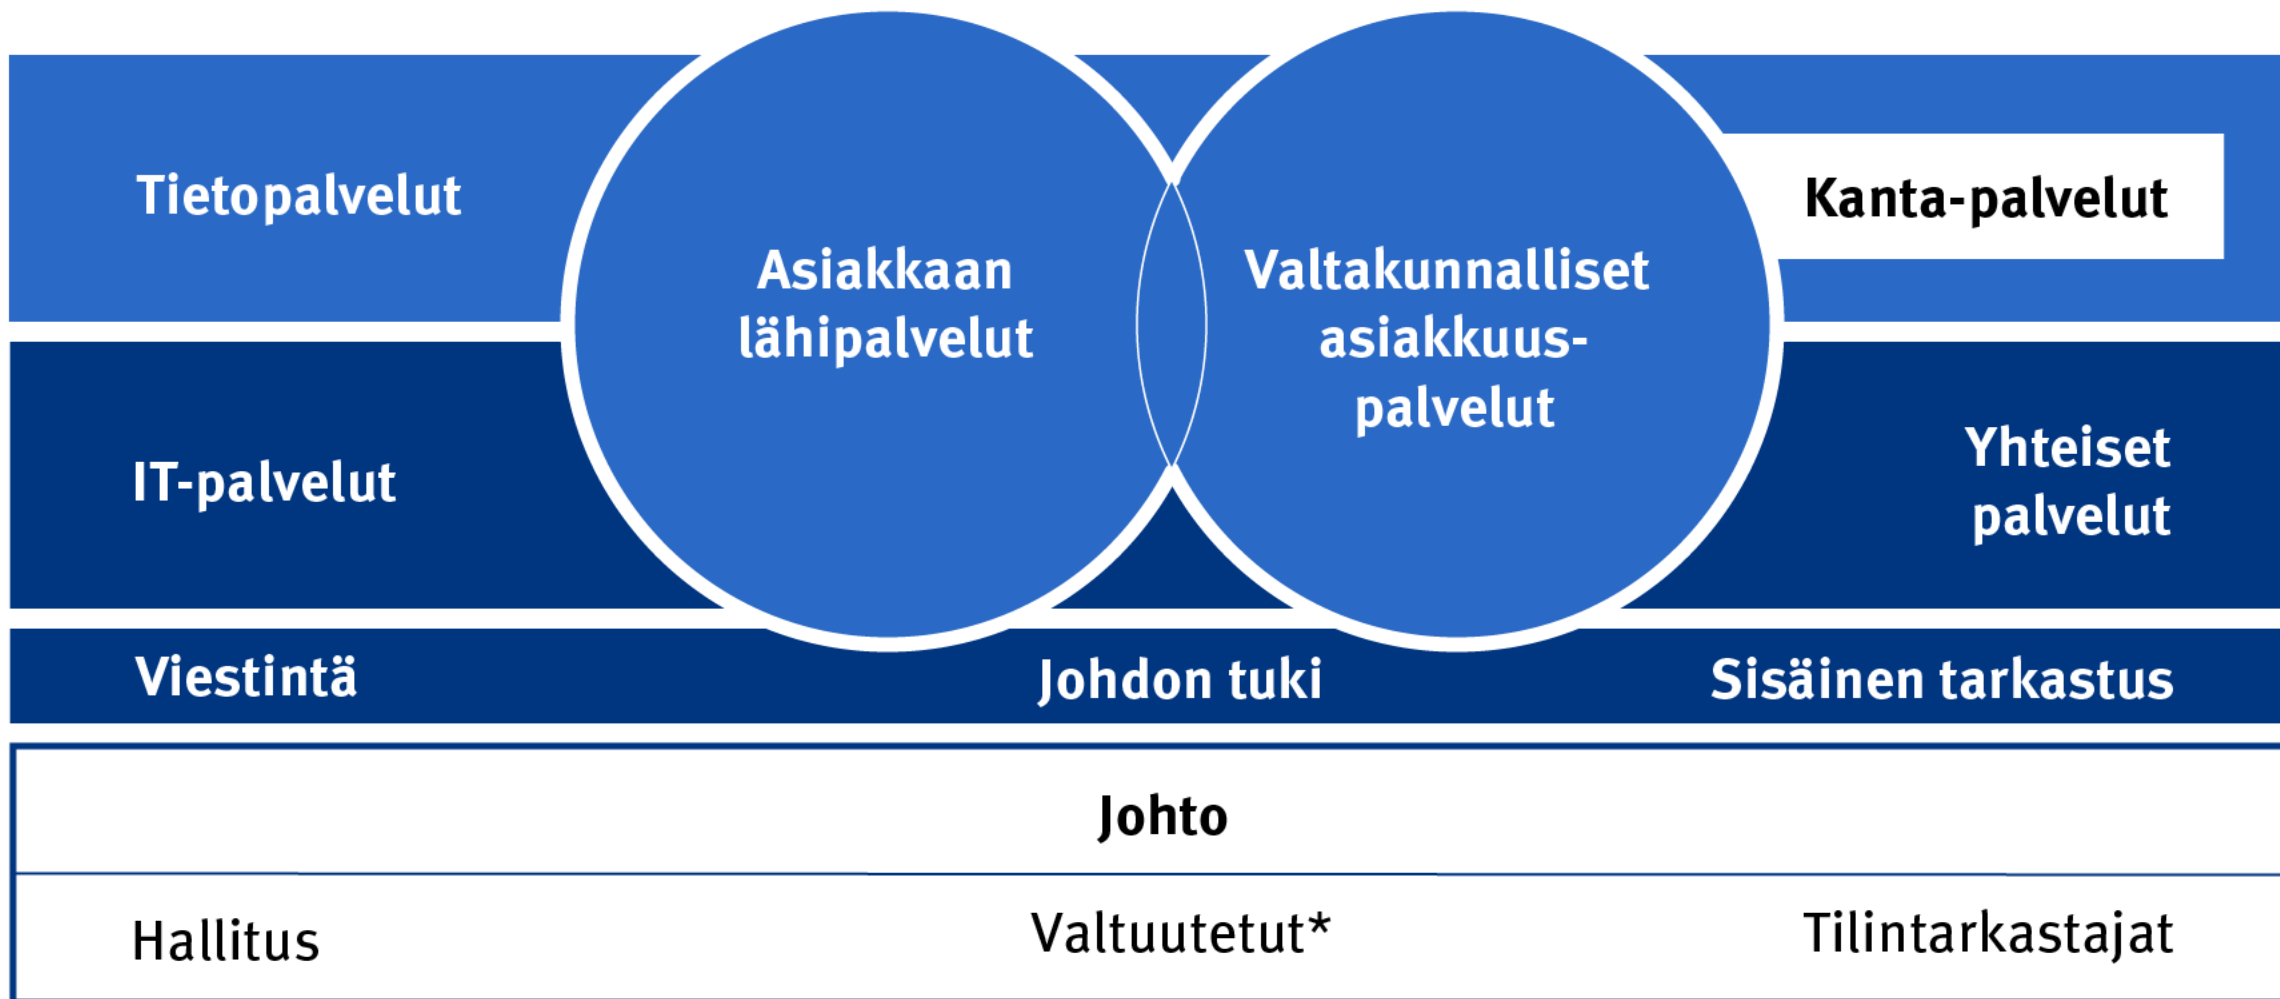 Tietopalvelut
Asiakkaan
lähipalvelut
Valtakunnalliset
asiakkuus-
palvelut
Kanta-palvelut
IT-palvelut
Yhteiset
palvelut
Viestintä
Johdon tuki
Sisäinen tarkastus
Johto
Hallitus
Valtuutetut*
Tilintarkastajat